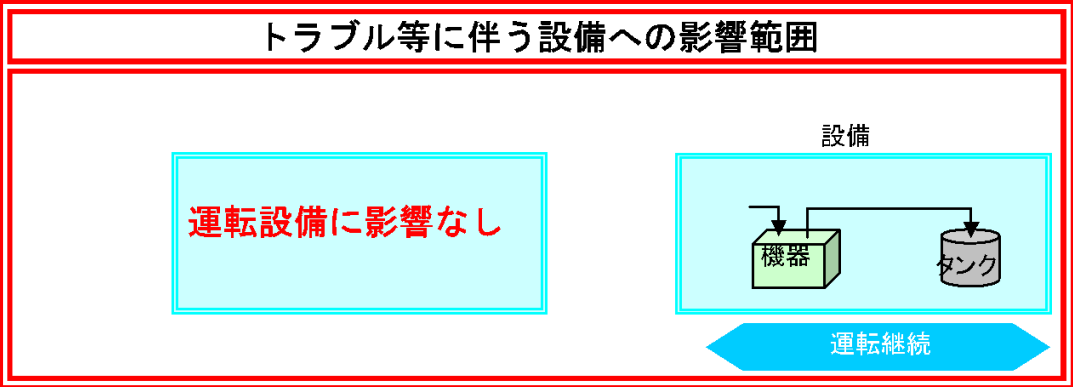 トラブル等に伴う設備への影響範囲
設備
運転設備に影響なし
機器
タンク
運転継続